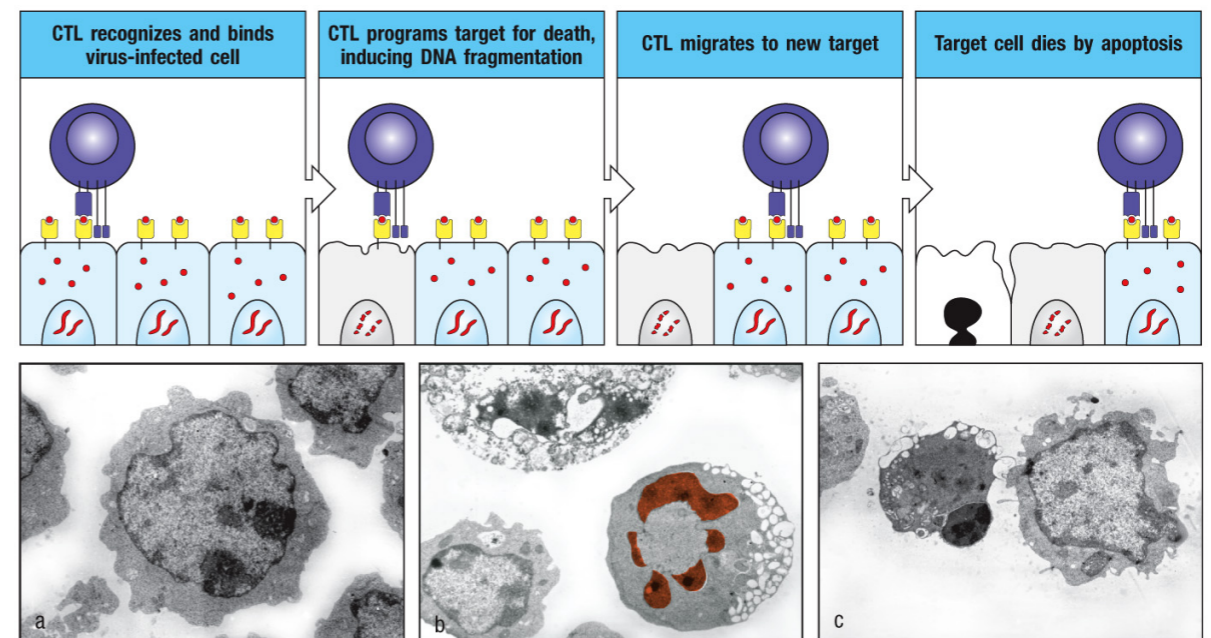 CTL recognizes and binds
virus-infected cell
CTL programs target for death,
inducing DNA fragmentation
CTL migrates to new target
Target cell dies by apoptosis
a
b
c